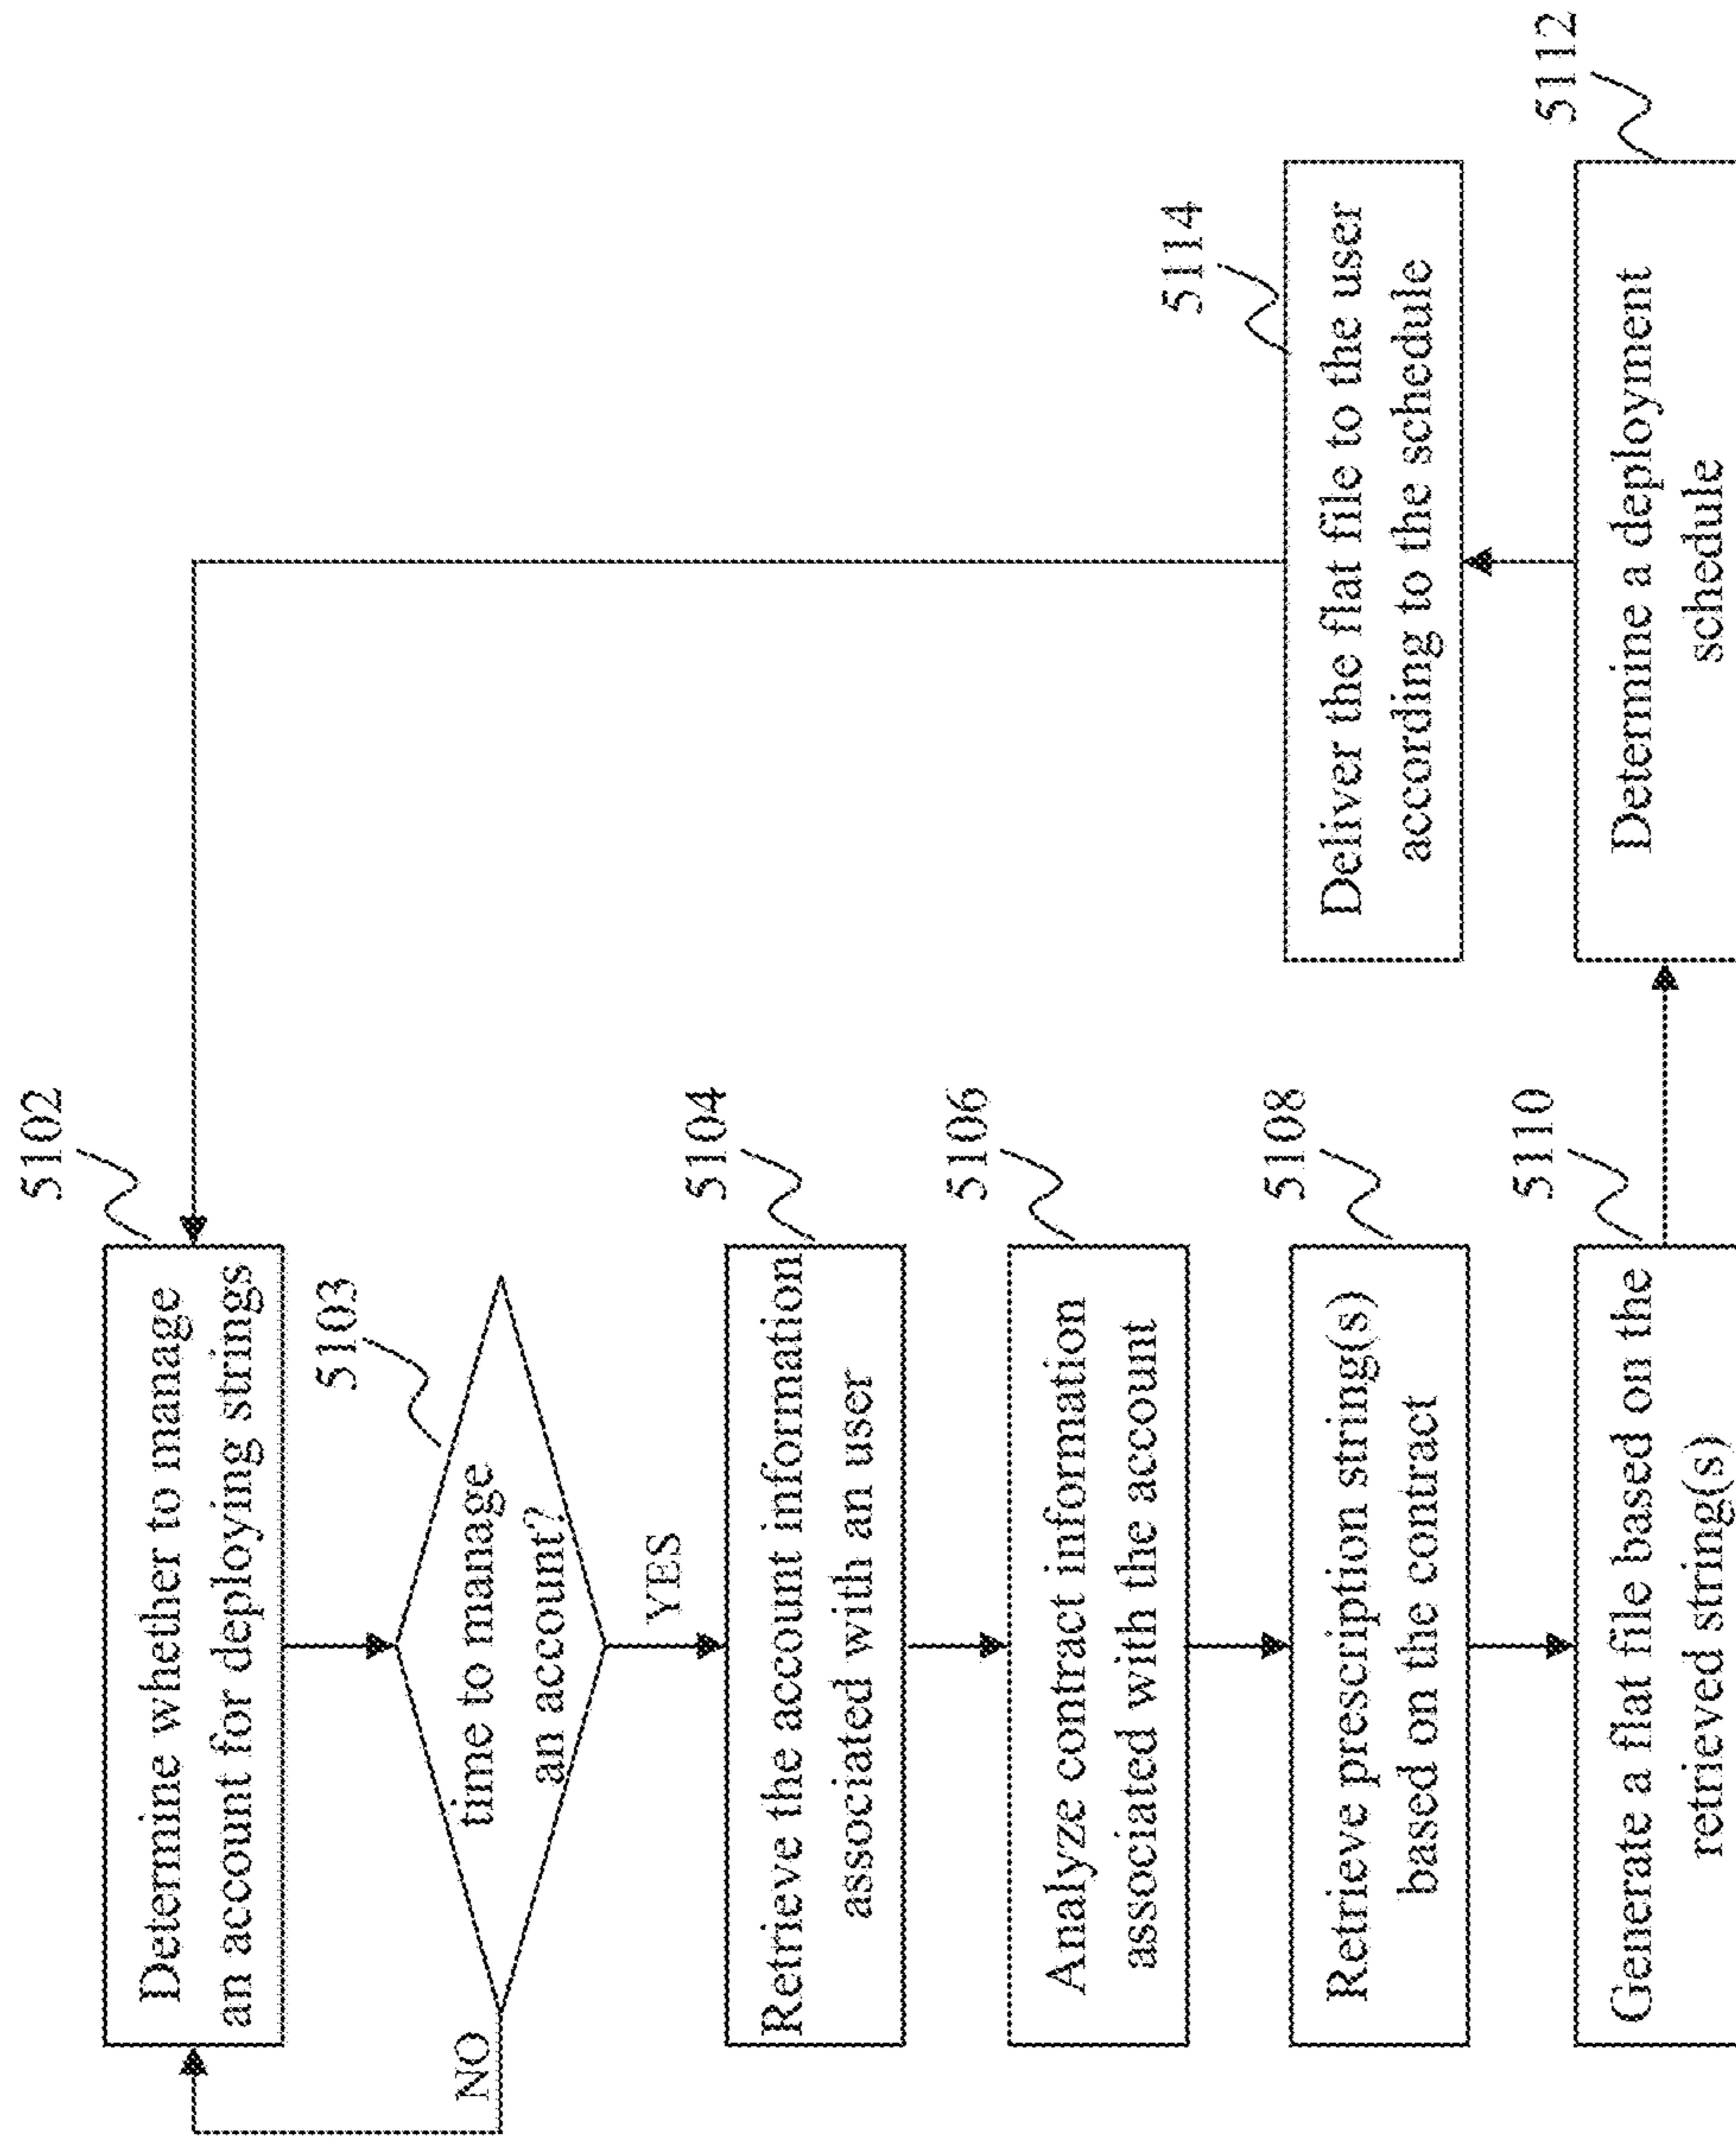 5102
Determine whether to manage
an account for deploying strings
5103
time to manage
an account?
NO
YES
5104
Retrieve the account information
associated with an user
5106
Analyze contract information
associated with the account
5108
Retrieve prescription string(s)
based on the contract
5110
Generate a flat file based on the
retrieved string(s)
5112
Determine a deployment
schedule
5114
Deliver the flat file to the user
according to the schedule